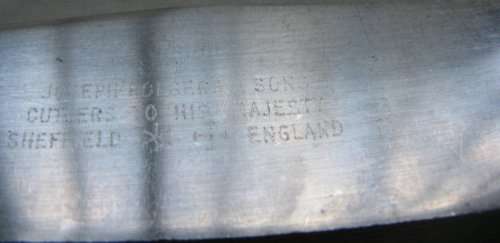 JOSEPH RODGERS SONS
CUTLERS TO HIS MAJESTY
SHEFFIELD ENGLAND